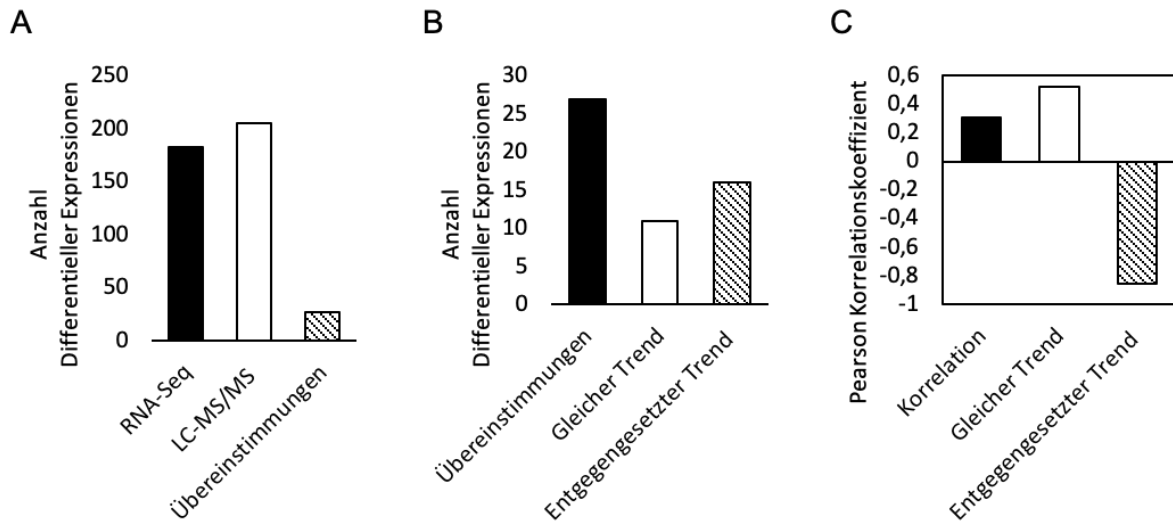 A
Anzahl
Differentieller Expressionen
250
200
150
100
50
0
RNA-Seq
LC-MS/MS
Übereinstimmungen
B
Anzahl
Differentieller Expressionen
30
25
20
15
10
5
0
Übereinstimmungen
Gleicher Trend
Entgegengesetzter Trend
C
Pearson Korrelationskoeffizient
0,6
0,4
0,2
0
-0,2
-0,4
-0,6
-0,8
-1
Korrelation
Gleicher Trend
Entgegengesetzter Trend